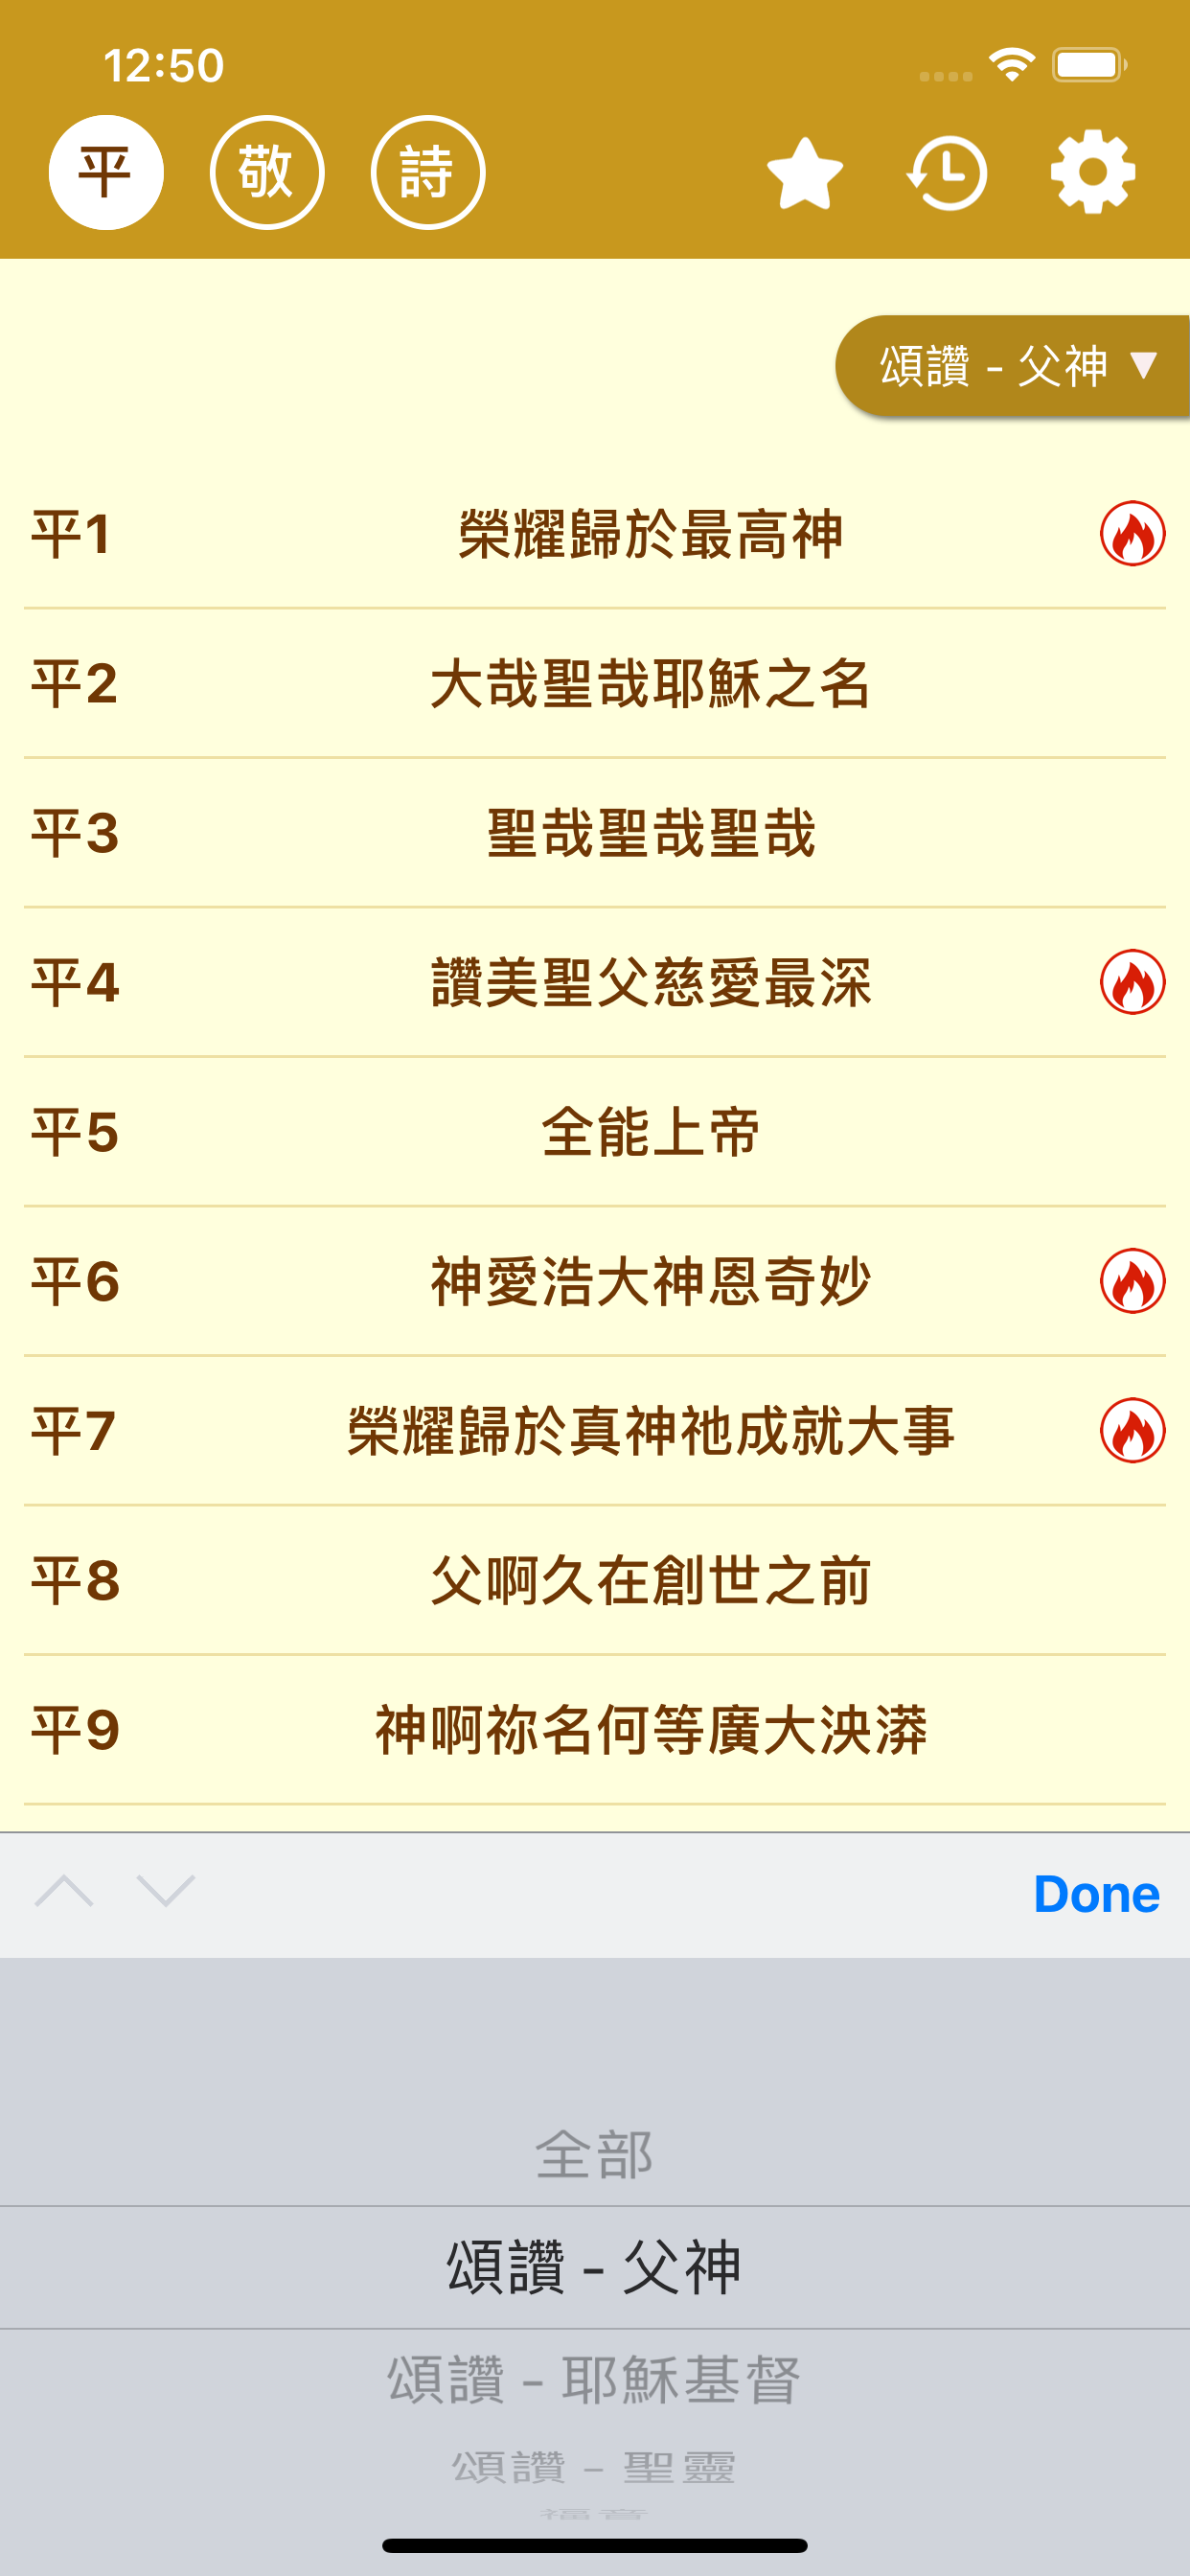 12:50
平 敬 詩
頌讚 - 父神 ▼
平1 榮耀歸於最高神
平2 大哉聖哉耶穌之名
平3 聖哉聖哉聖哉
平4 讚美聖父慈愛最深
平5 全能上帝
平6 神愛浩大神恩奇妙
平7 榮耀歸於真神祂成就大事
平8 父啊久在創世之前
平9 神啊祢名何等廣大泱漭
Done
全部
頌讚 - 父神
頌讚 - 耶穌基督
頌讚 - 聖靈